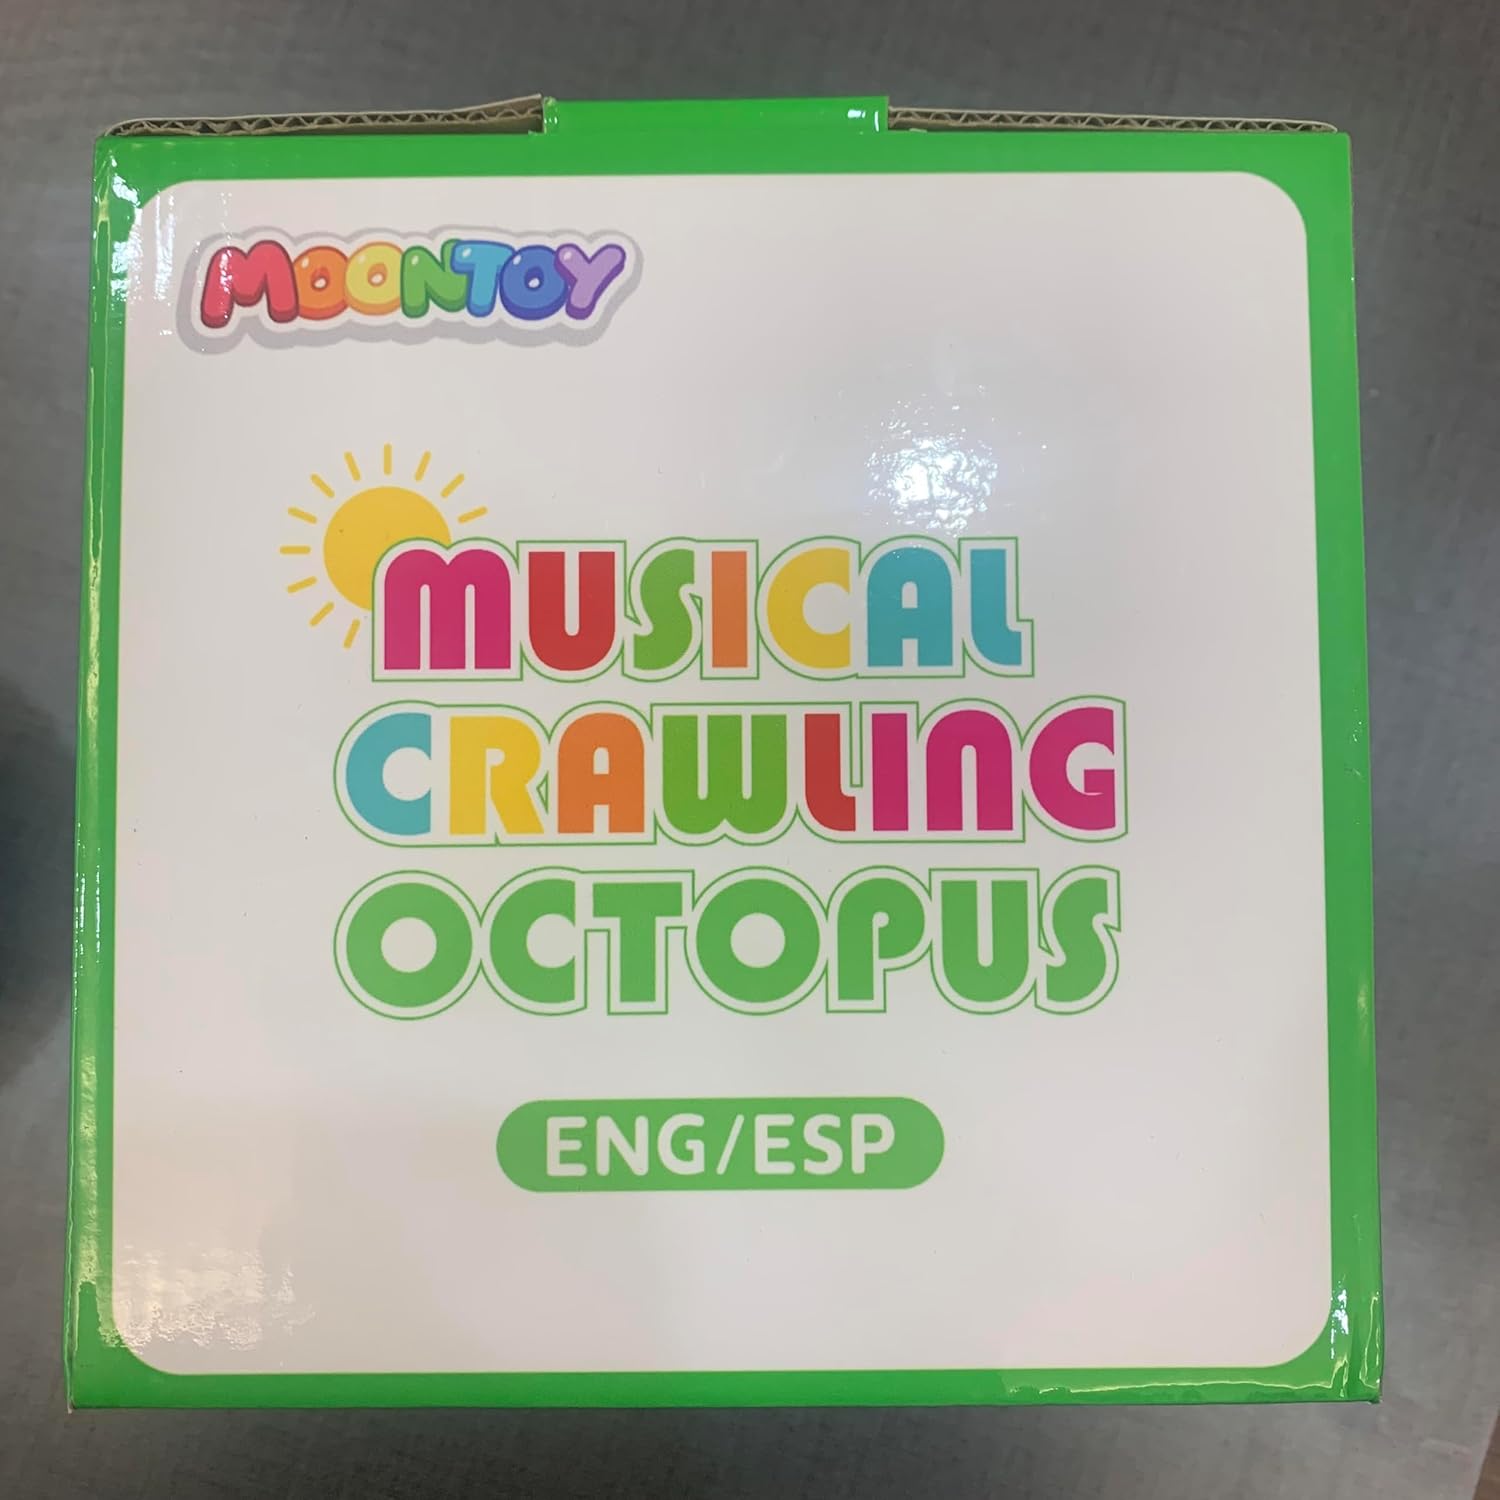 MOONTOY
MUSICAL
CRAWLING
OCTOPUS
ENG/ESP